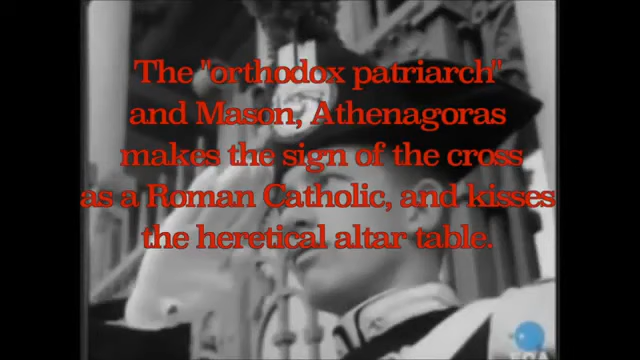 The "orthodox patriarch"
and Mason, Athenagoras
makes the sign of the cross
as a Roman Catholic, and kisses
the heretical altar table.